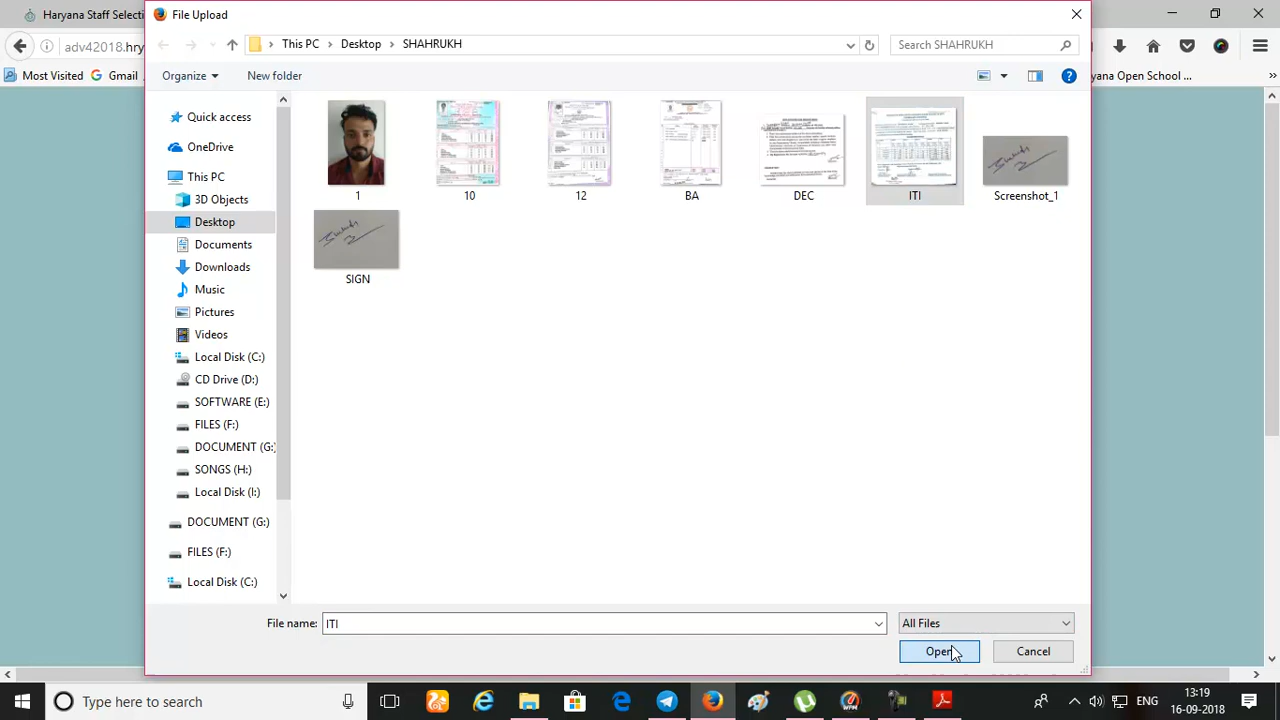 Haryana Staff Selecti
File Upload
adv42018.hry
This PC
Desktop
SHAHRUKH
Search SHAHRUKH
Most Visited
Gmail
yana Open School ...
Organize
New folder
Quick access
OneDrive
This PC
3D Objects
Desktop
Documents
Downloads
Music
Pictures
Videos
Local Disk (C:)
CD Drive (D:)
SOFTWARE (E:)
FILES (F:)
DOCUMENT (G:)
SONGS (H:)
Local Disk (I:)
DOCUMENT (G:)
FILES (F:)
Local Disk (C:)
1
10
12
BA
DEC
ITI
Screenshot_1
SIGN
File name:
ITI
All Files
Open
Cancel
Type here to search
ENG
13:19
16-09-2018